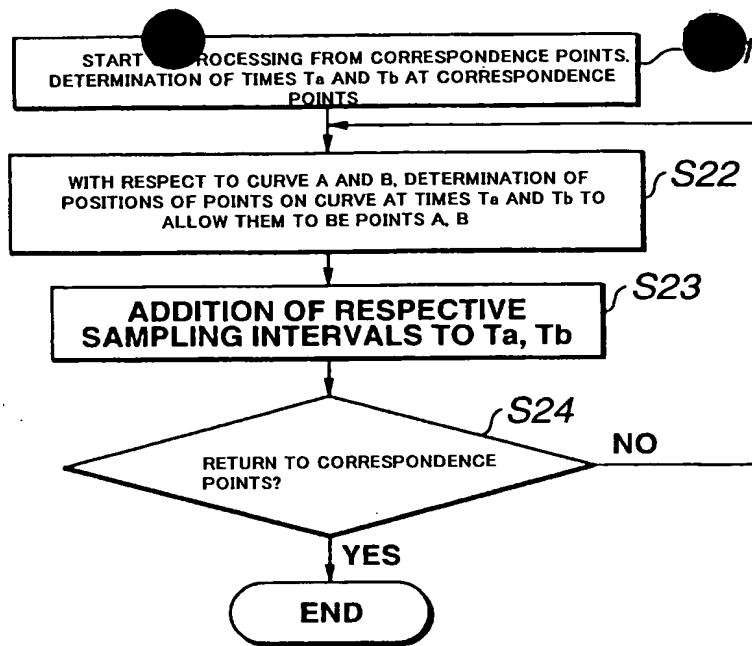 START PROCESSING FROM CORRESPONDENCE POINTS.
DETERMINATION OF TIMES Ta AND Tb AT CORRESPONDENCE
POINTS
1
WITH RESPECT TO CURVE A AND B, DETERMINATION OF
POSITIONS OF POINTS ON CURVE AT TIMES Ta AND Tb TO
ALLOW THEM TO BE POINTS A, B
S22
ADDITION OF RESPECTIVE
SAMPLING INTERVALS TO Ta, Tb
S23
S24
RETURN TO CORRESPONDENCE
POINTS?
NO
YES
END